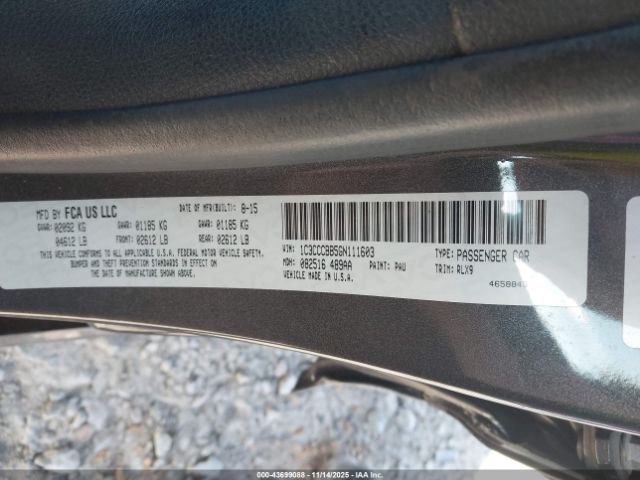 MFD BY FCA US LLC DATE OF MFR(BUILT): 8-15
GVWR: 02092 KG GAWR: 01185 KG GAWR: 01185 KG
04612 LB FRONT: 02612 LB REAR: 02612 LB
THIS VEHICLE CONFORMS TO ALL APPLICABLE U.S.A. FEDERAL MOTOR VEHICLE SAFETY,
BUMPER AND THEFT PREVENTION STANDARDS IN EFFECT
ON THE DATE OF MANUFACTURE SHOWN ABOVE.
VIN: 1C3CCCBB5GN111603 TYPE: PASSENGER CAR
MDH: 082516 489AA PAINT: PAU TRIM: RLX9
VEHICLE MADE IN U.S.A.
000-43699088 - 11/14/2025 - IAAI.COM